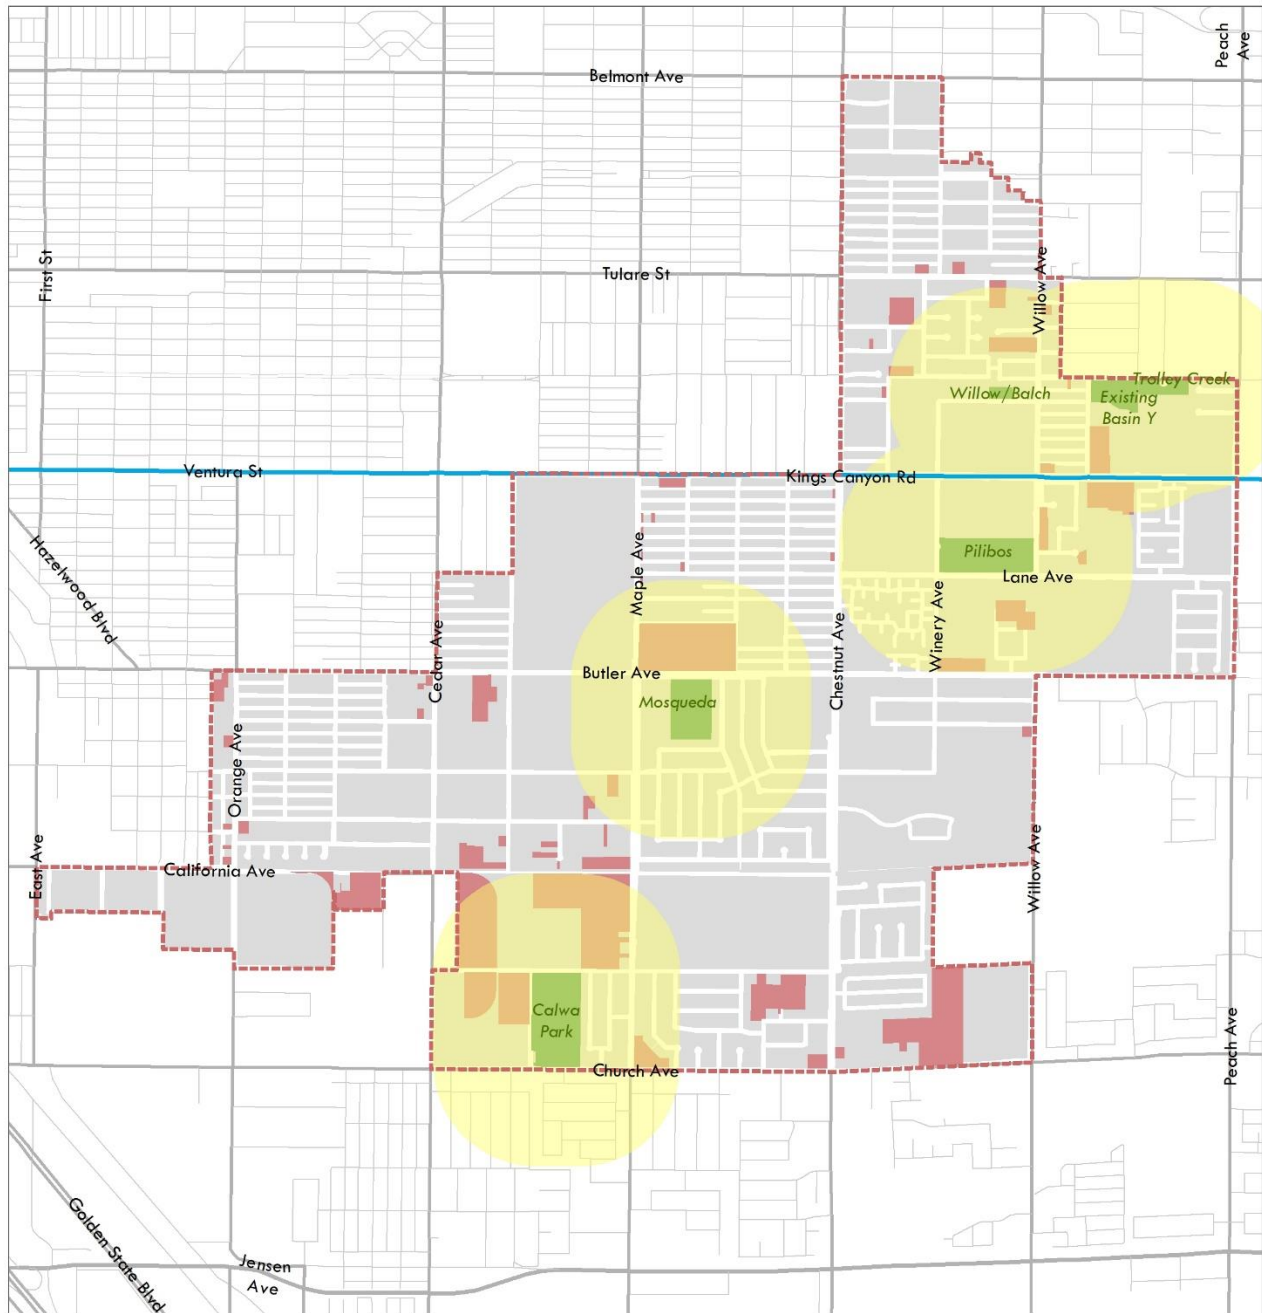 Peach
Ave
Belmont Ave
First St
Tulare St
Willow Ave
Trolley Creek
Willow/Balch
Existing
Basin Y
Ventura St
Kings Canyon Rd
Hazelwood Blvd
Maple Ave
Pilibos
Lane Ave
Cedar Ave
Winery Ave
Chestnut Ave
Butler Ave
Mosqueda
Orange Ave
East Ave
California Ave
Willow Ave
Calwa
Park
Peach Ave
Church Ave
Golden State Blvd
Jensen
Ave